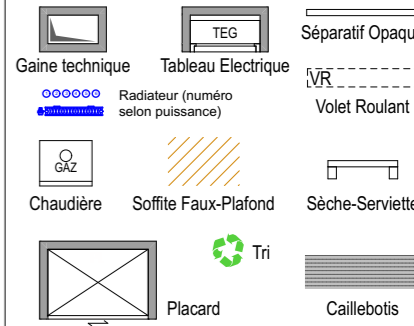 TEG
Séparatif Opaqu
Gaine technique
Tableau Electrique
VR
Radiateur (numéro
selon puissance)
Volet Roulant
GAZ
Chaudière
Soffite Faux-Plafond
Sèche-Serviette
Tri
Placard
Caillebotis